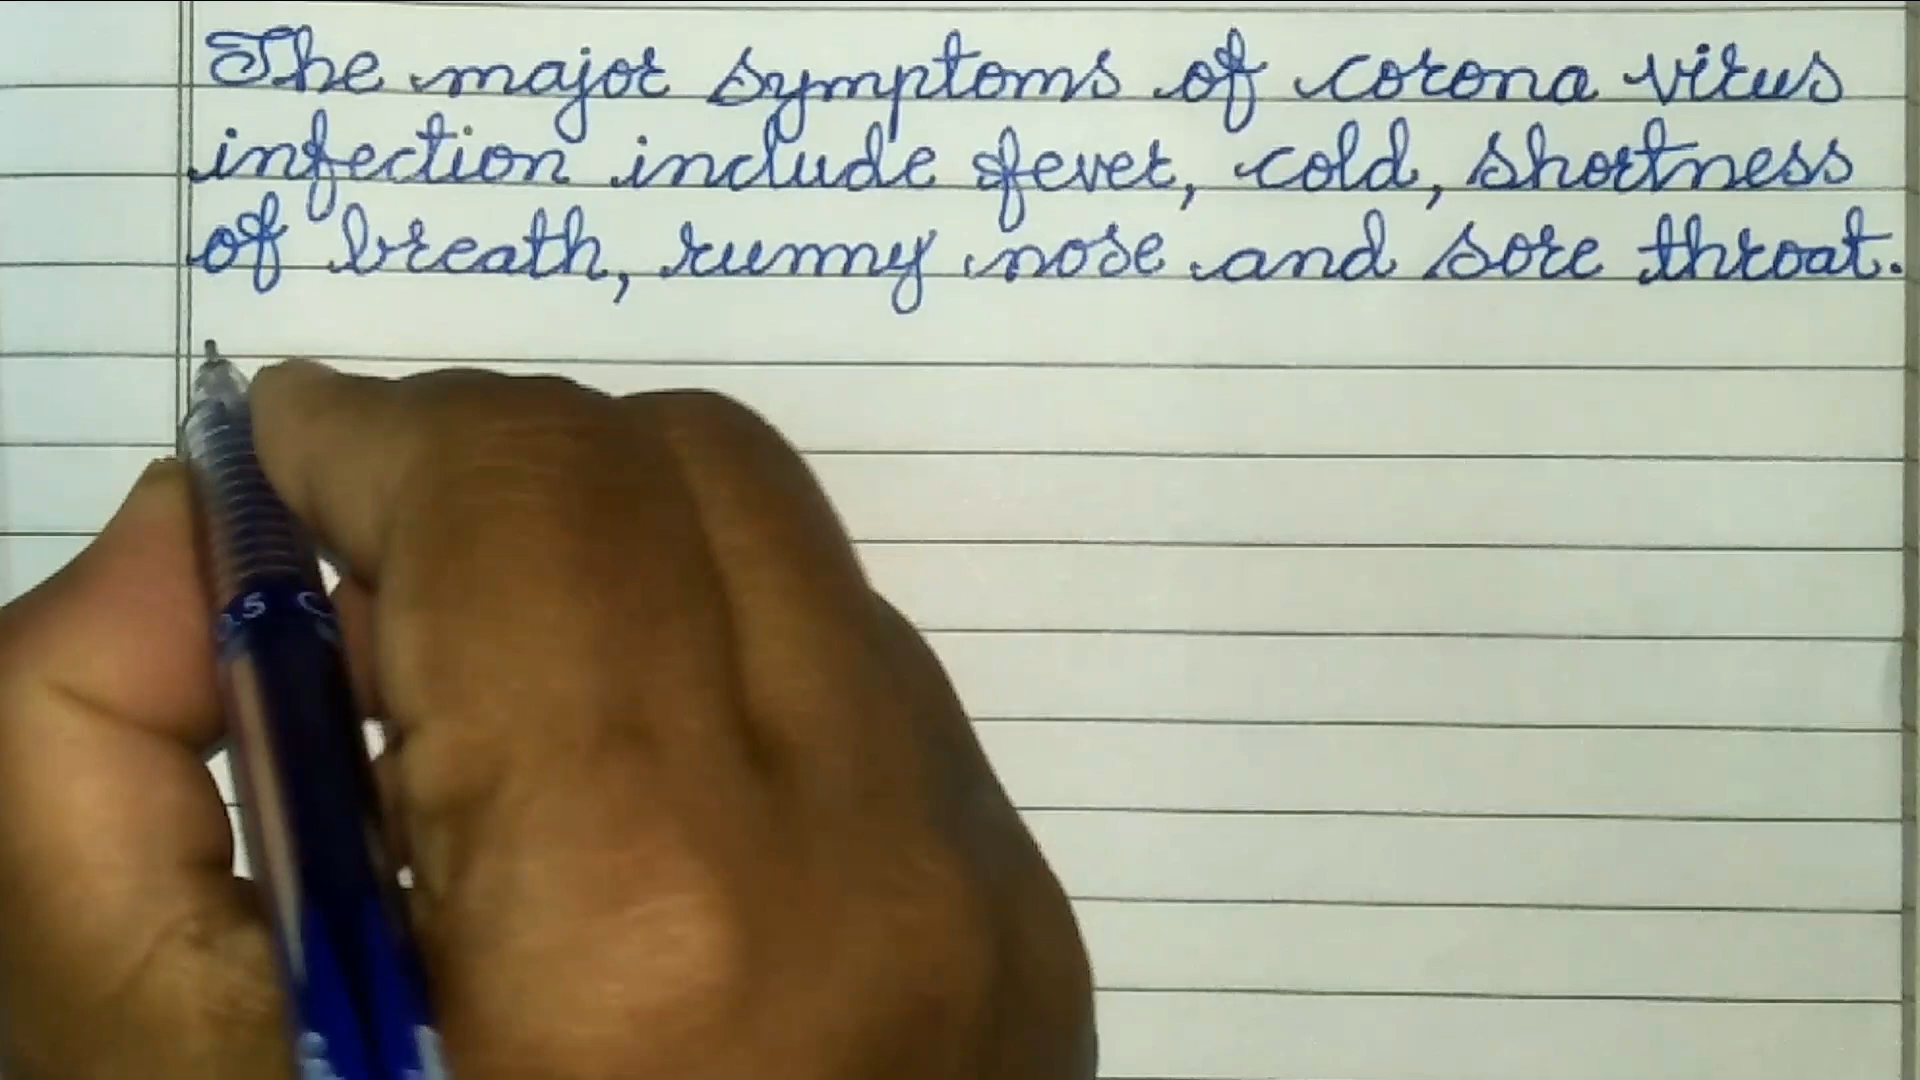 The major symptoms of corona virus
infection include fever, cold, shortness
of breath, runny nose and sore throat.